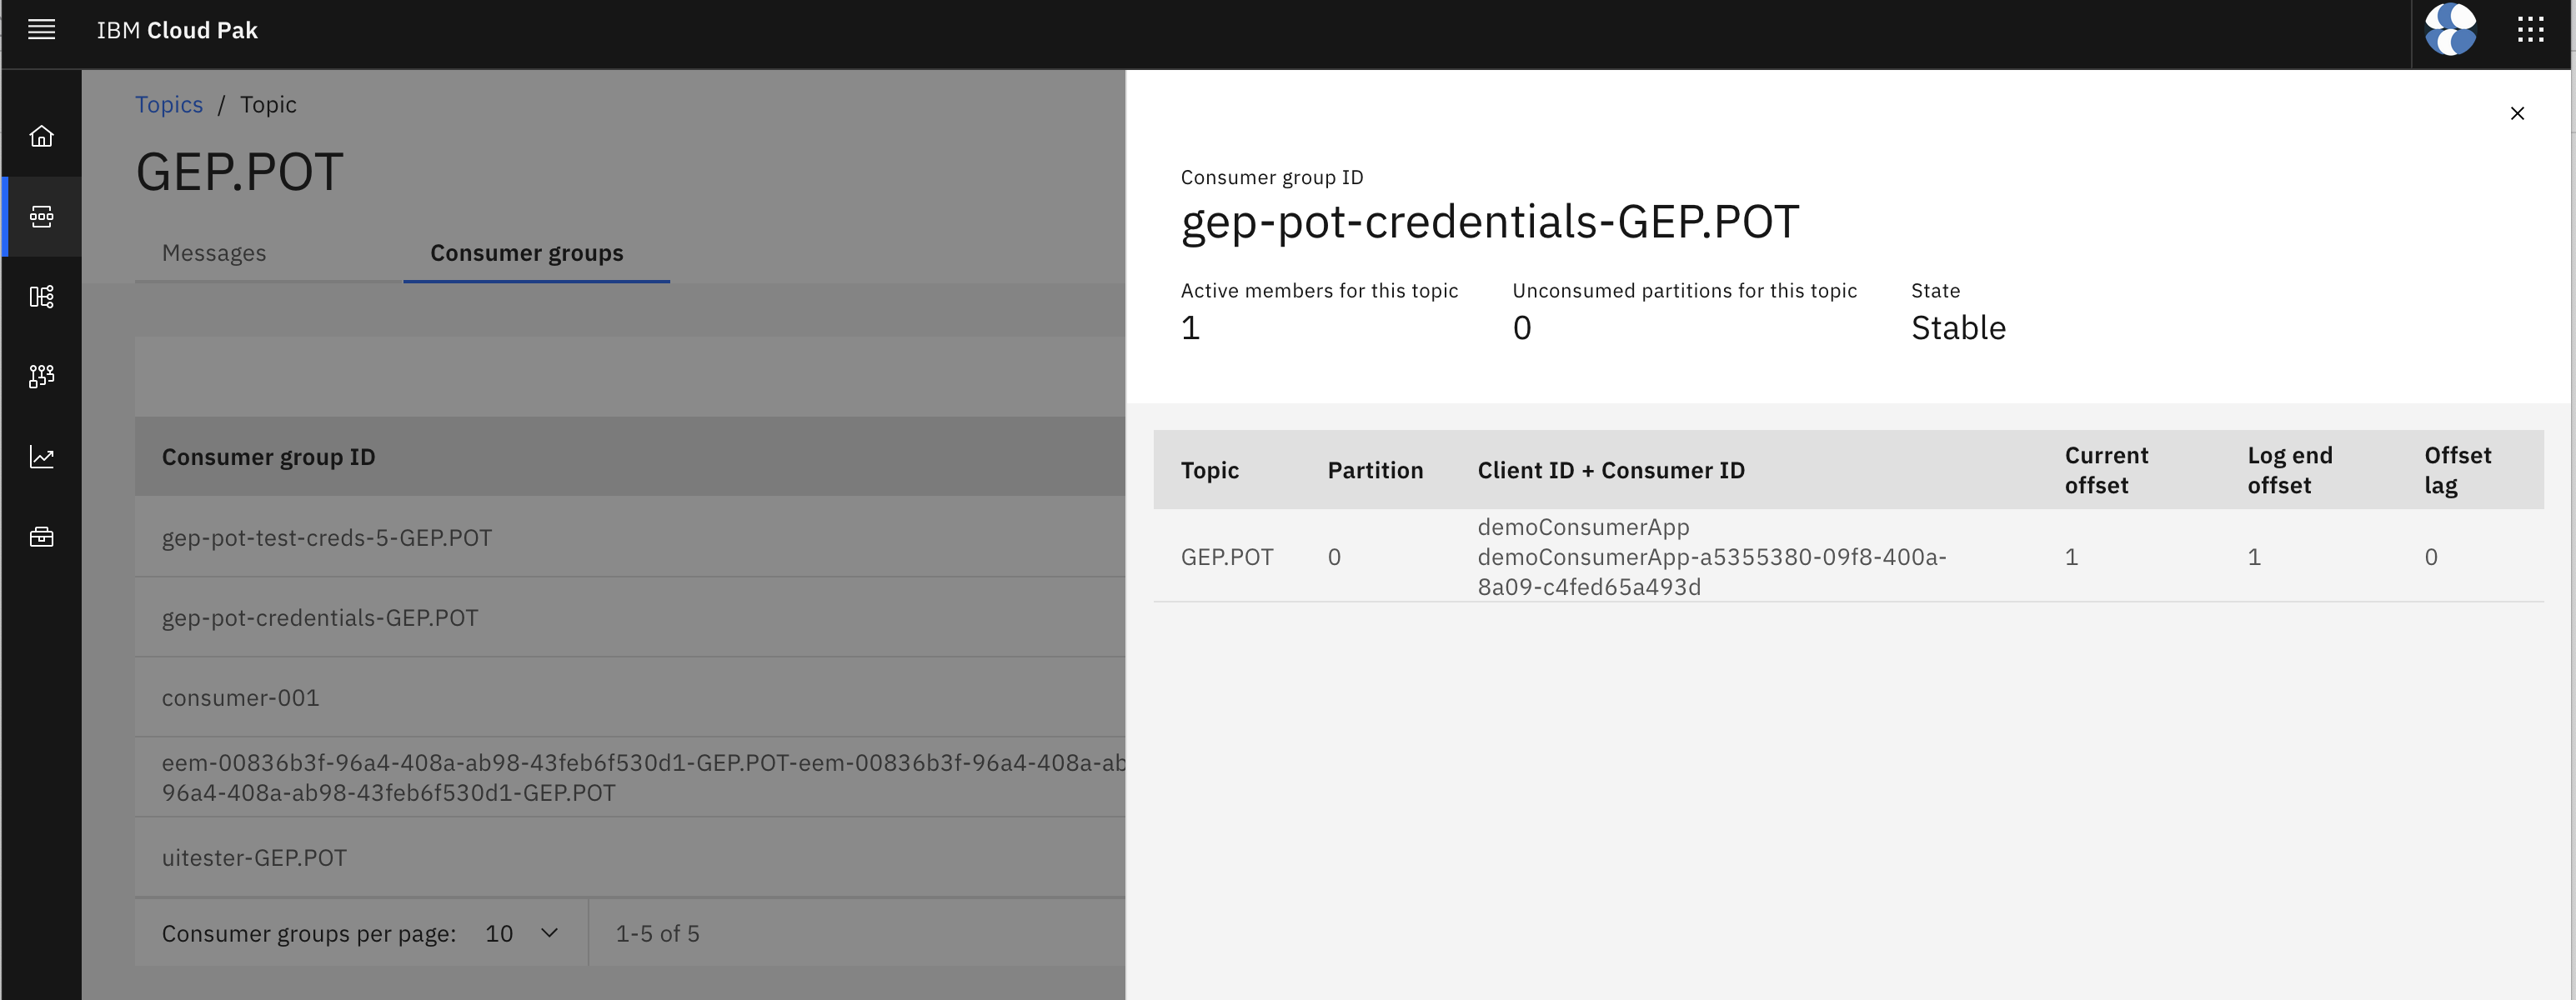 IBM Cloud Pak
Topics / Topic
GEP.POT
Messages
Consumer groups
Consumer group ID
gep-pot-test-creds-5-GEP.POT
gep-pot-credentials-GEP.POT
consumer-001
eem-00836b3f-96a4-408a-ab98-43feb6f530d1-GEP.POT-eem-00836b3f-96a4-408a-ab
96a4-408a-ab98-43feb6f530d1-GEP.POT
uitester-GEP.POT
Consumer groups per page: 10
1-5 of 5
Consumer group ID
gep-pot-credentials-GEP.POT
Active members for this topic
1
Unconsumed partitions for this topic
0
State
Stable
Topic
Partition
Client ID + Consumer ID
Current
offset
Log end
offset
Offset
lag
GEP.POT
0
demoConsumerApp
demoConsumerApp-a5355380-09f8-400a-
8a09-c4fed65a493d
1
1
0